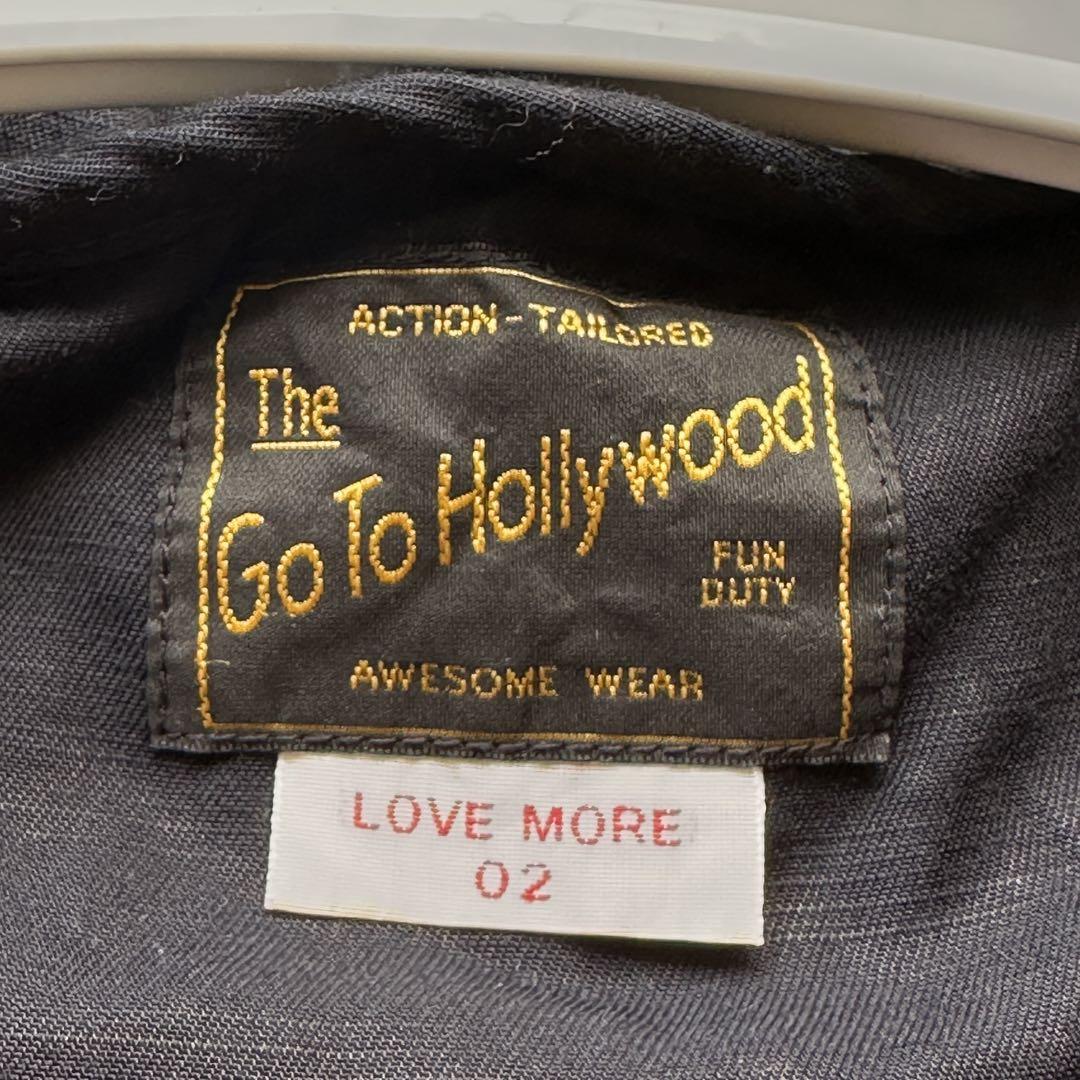 ACTION-TAILORED
The
Go To Hollywood
FUN
DUTY
AWESOME WEAR
LOVE MORE
02